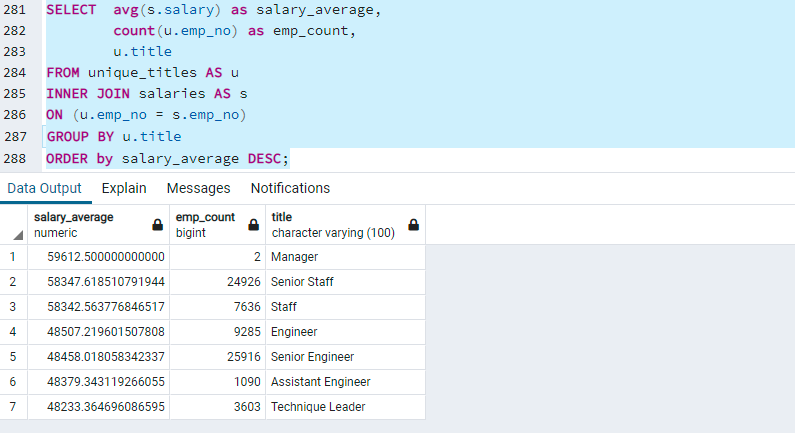 281 SELECT avg(s.salary) as salary_average,
282 count(u.emp_no) as emp_count,
283 u.title
284 FROM unique_titles AS u
285 INNER JOIN salaries AS s
286 ON (u.emp_no = s.emp_no)
287 GROUP BY u.title
288 ORDER by salary_average DESC;
Data Output Explain Messages Notifications
salary_average emp_count title
numeric bigint character varying (100)
1 59612.500000000000 2 Manager
2 58347.618510791944 24926 Senior Staff
3 58342.563776846517 7636 Staff
4 48507.219601507808 9285 Engineer
5 48458.018058342337 25916 Senior Engineer
6 48379.343119266055 1090 Assistant Engineer
7 48233.364696086595 3603 Technique Leader